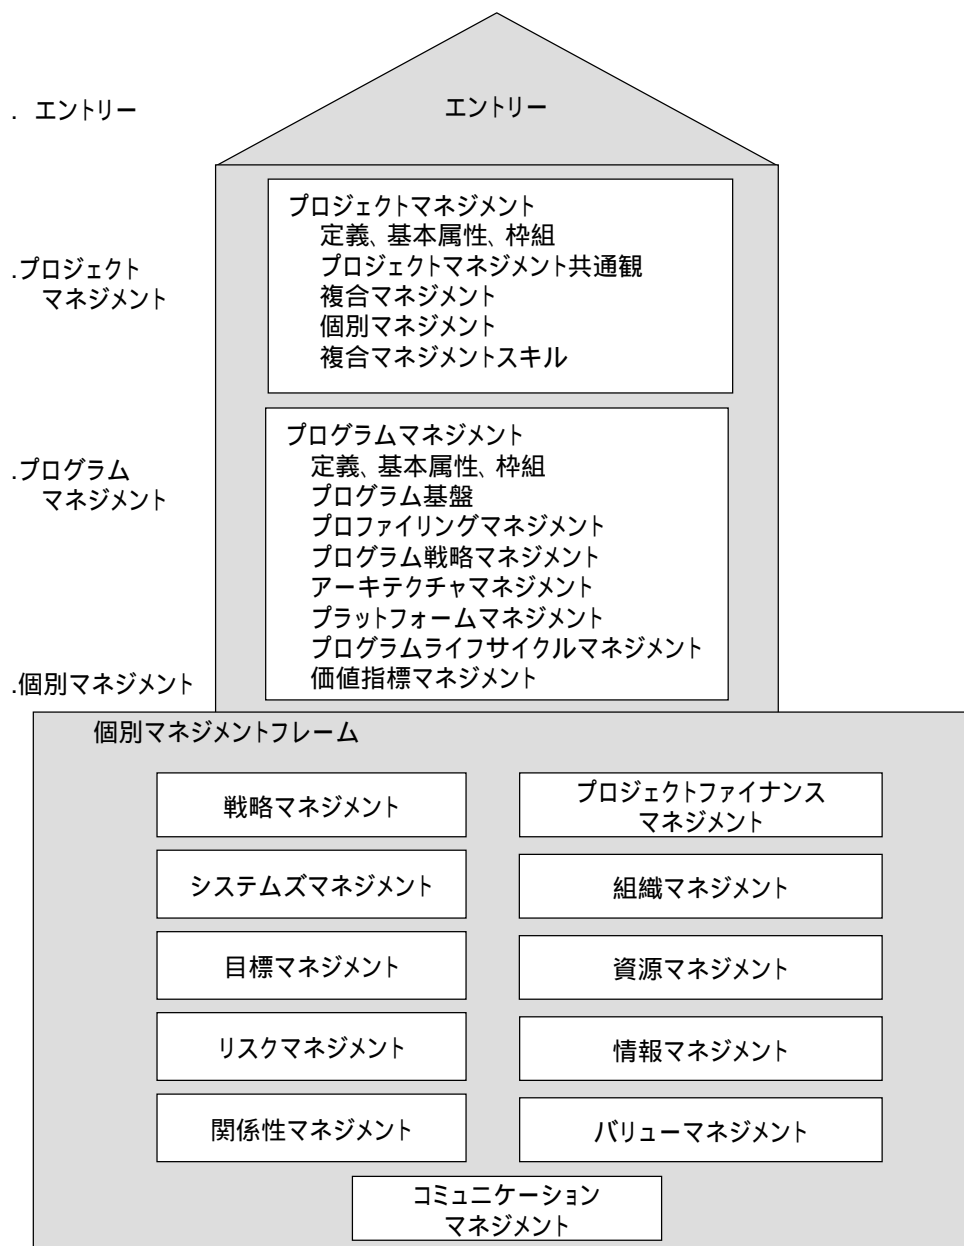 . エントリー
エントリー
.プロジェクト
マネジメント
プロジェクトマネジメント
定義、基本属性、枠組
プロジェクトマネジメント共通観
複合マネジメント
個別マネジメント
複合マネジメントスキル
.プログラム
マネジメント
プログラムマネジメント
定義、基本属性、枠組
プログラム基盤
プロファイリングマネジメント
プログラム戦略マネジメント
アーキテクチャマネジメント
プラットフォームマネジメント
プログラムライフサイクルマネジメント
価値指標マネジメント
.個別マネジメント
個別マネジメントフレーム
戦略マネジメント
プロジェクトファイナンス
マネジメント
システムズマネジメント
組織マネジメント
目標マネジメント
資源マネジメント
リスクマネジメント
情報マネジメント
関係性マネジメント
バリューマネジメント
コミュニケーション
マネジメント